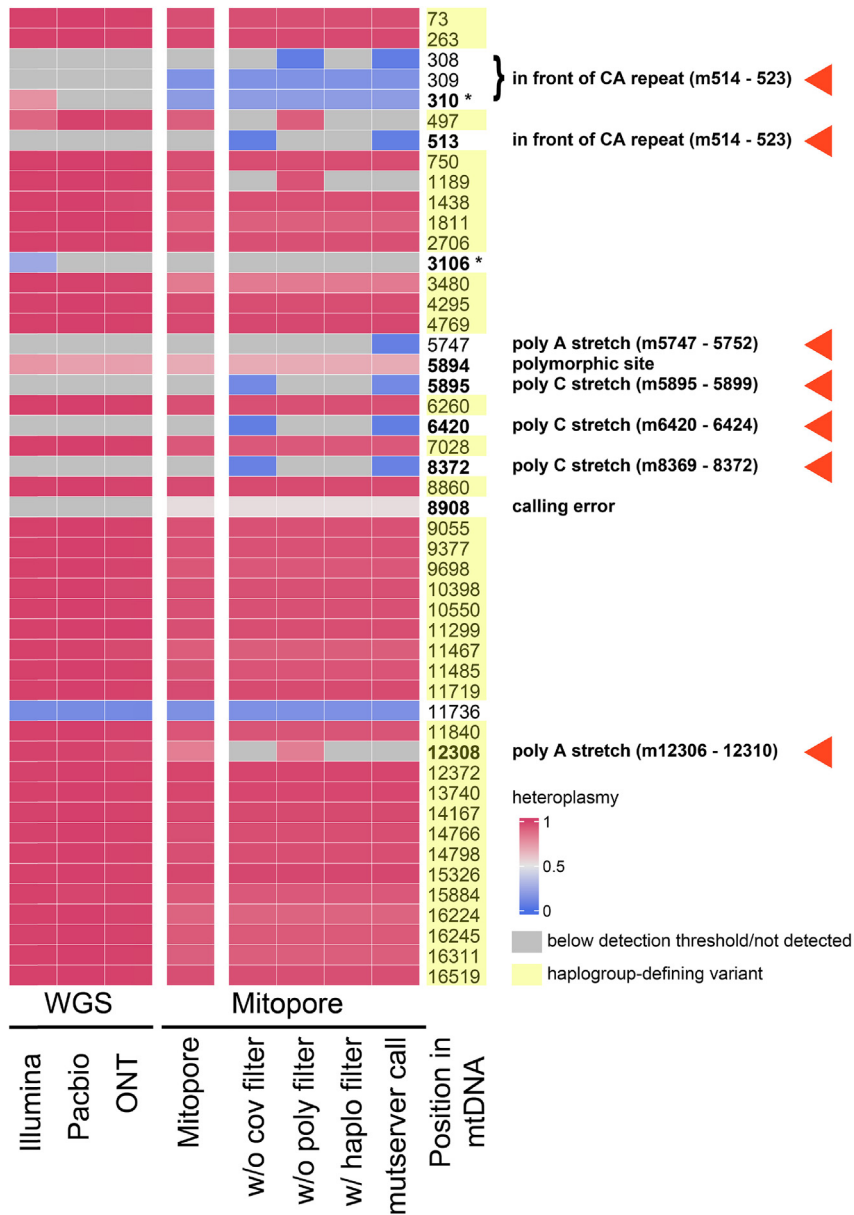 73
263
308
309
310 *
in front of CA repeat (m514 - 523)
497
513
in front of CA repeat (m514 - 523)
750
1189
1438
1811
2706
3106 *
3480
4295
4769
5747
poly A stretch (m5747 - 5752)
5894
polymorphic site
5895
poly C stretch (m5895 - 5899)
6260
6420
poly C stretch (m6420 - 6424)
7028
8372
poly C stretch (m8369 - 8372)
8860
8908
calling error
9055
9377
9698
10398
10550
11299
11467
11485
11719
11736
11840
12308
poly A stretch (m12306 - 12310)
12372
13740
14167
14766
14798
15326
15884
16224
16245
16311
16519
heteroplasmy
1
0.5
0
below detection threshold/not detected
haplogroup-defining variant
WGS
Mitopore
Illumina
Pacbio
ONT
Mitopore
w/o cov filter
w/o poly filter
w/ haplo filter
mutserver call
Position in
mtDNA